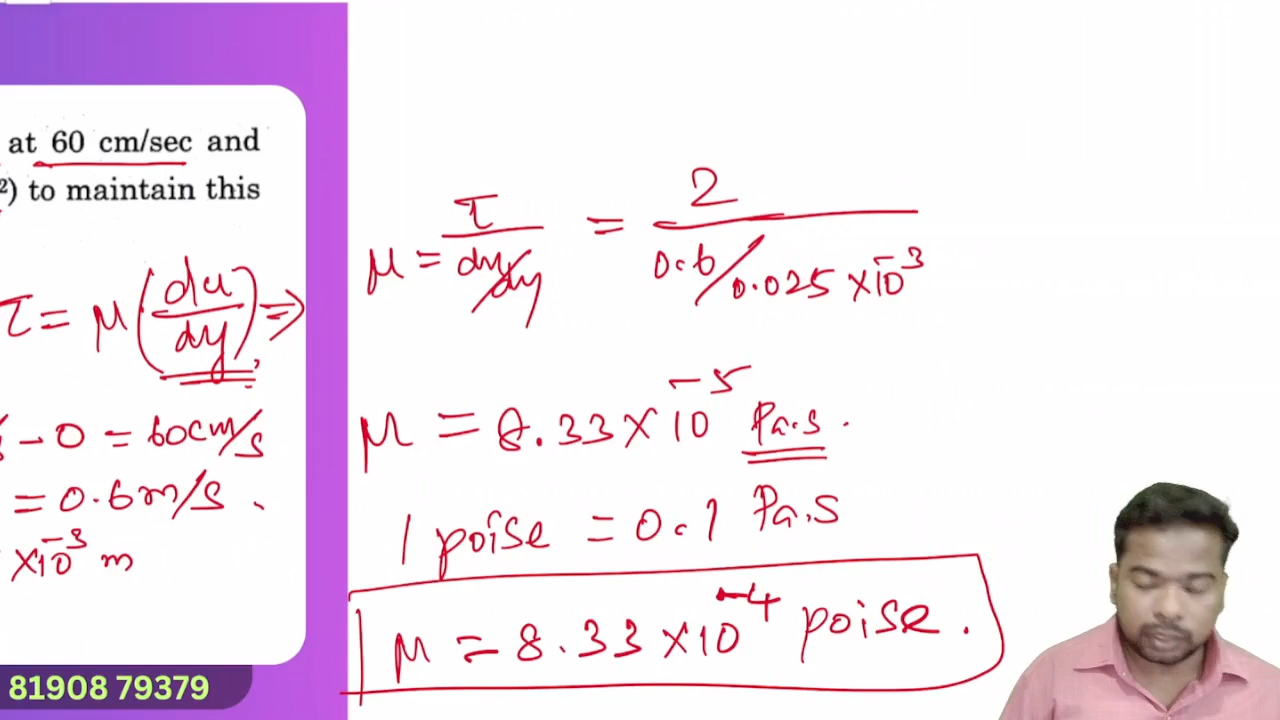 at 60 cm/sec and
²) to maintain this
τ = μ (du/dy) ⇒
- 0 = 60cm/s
= 0.6 m/s .
×10⁻³ m
81908 79379
μ = τ / du/dy = 2 / 0.6/0.025 ×10⁻³
μ = 8.33 × 10⁻⁵ Pa.s .
1 poise = 0.1 Pa.s
μ = 8.33 ×10⁻⁴ poise .